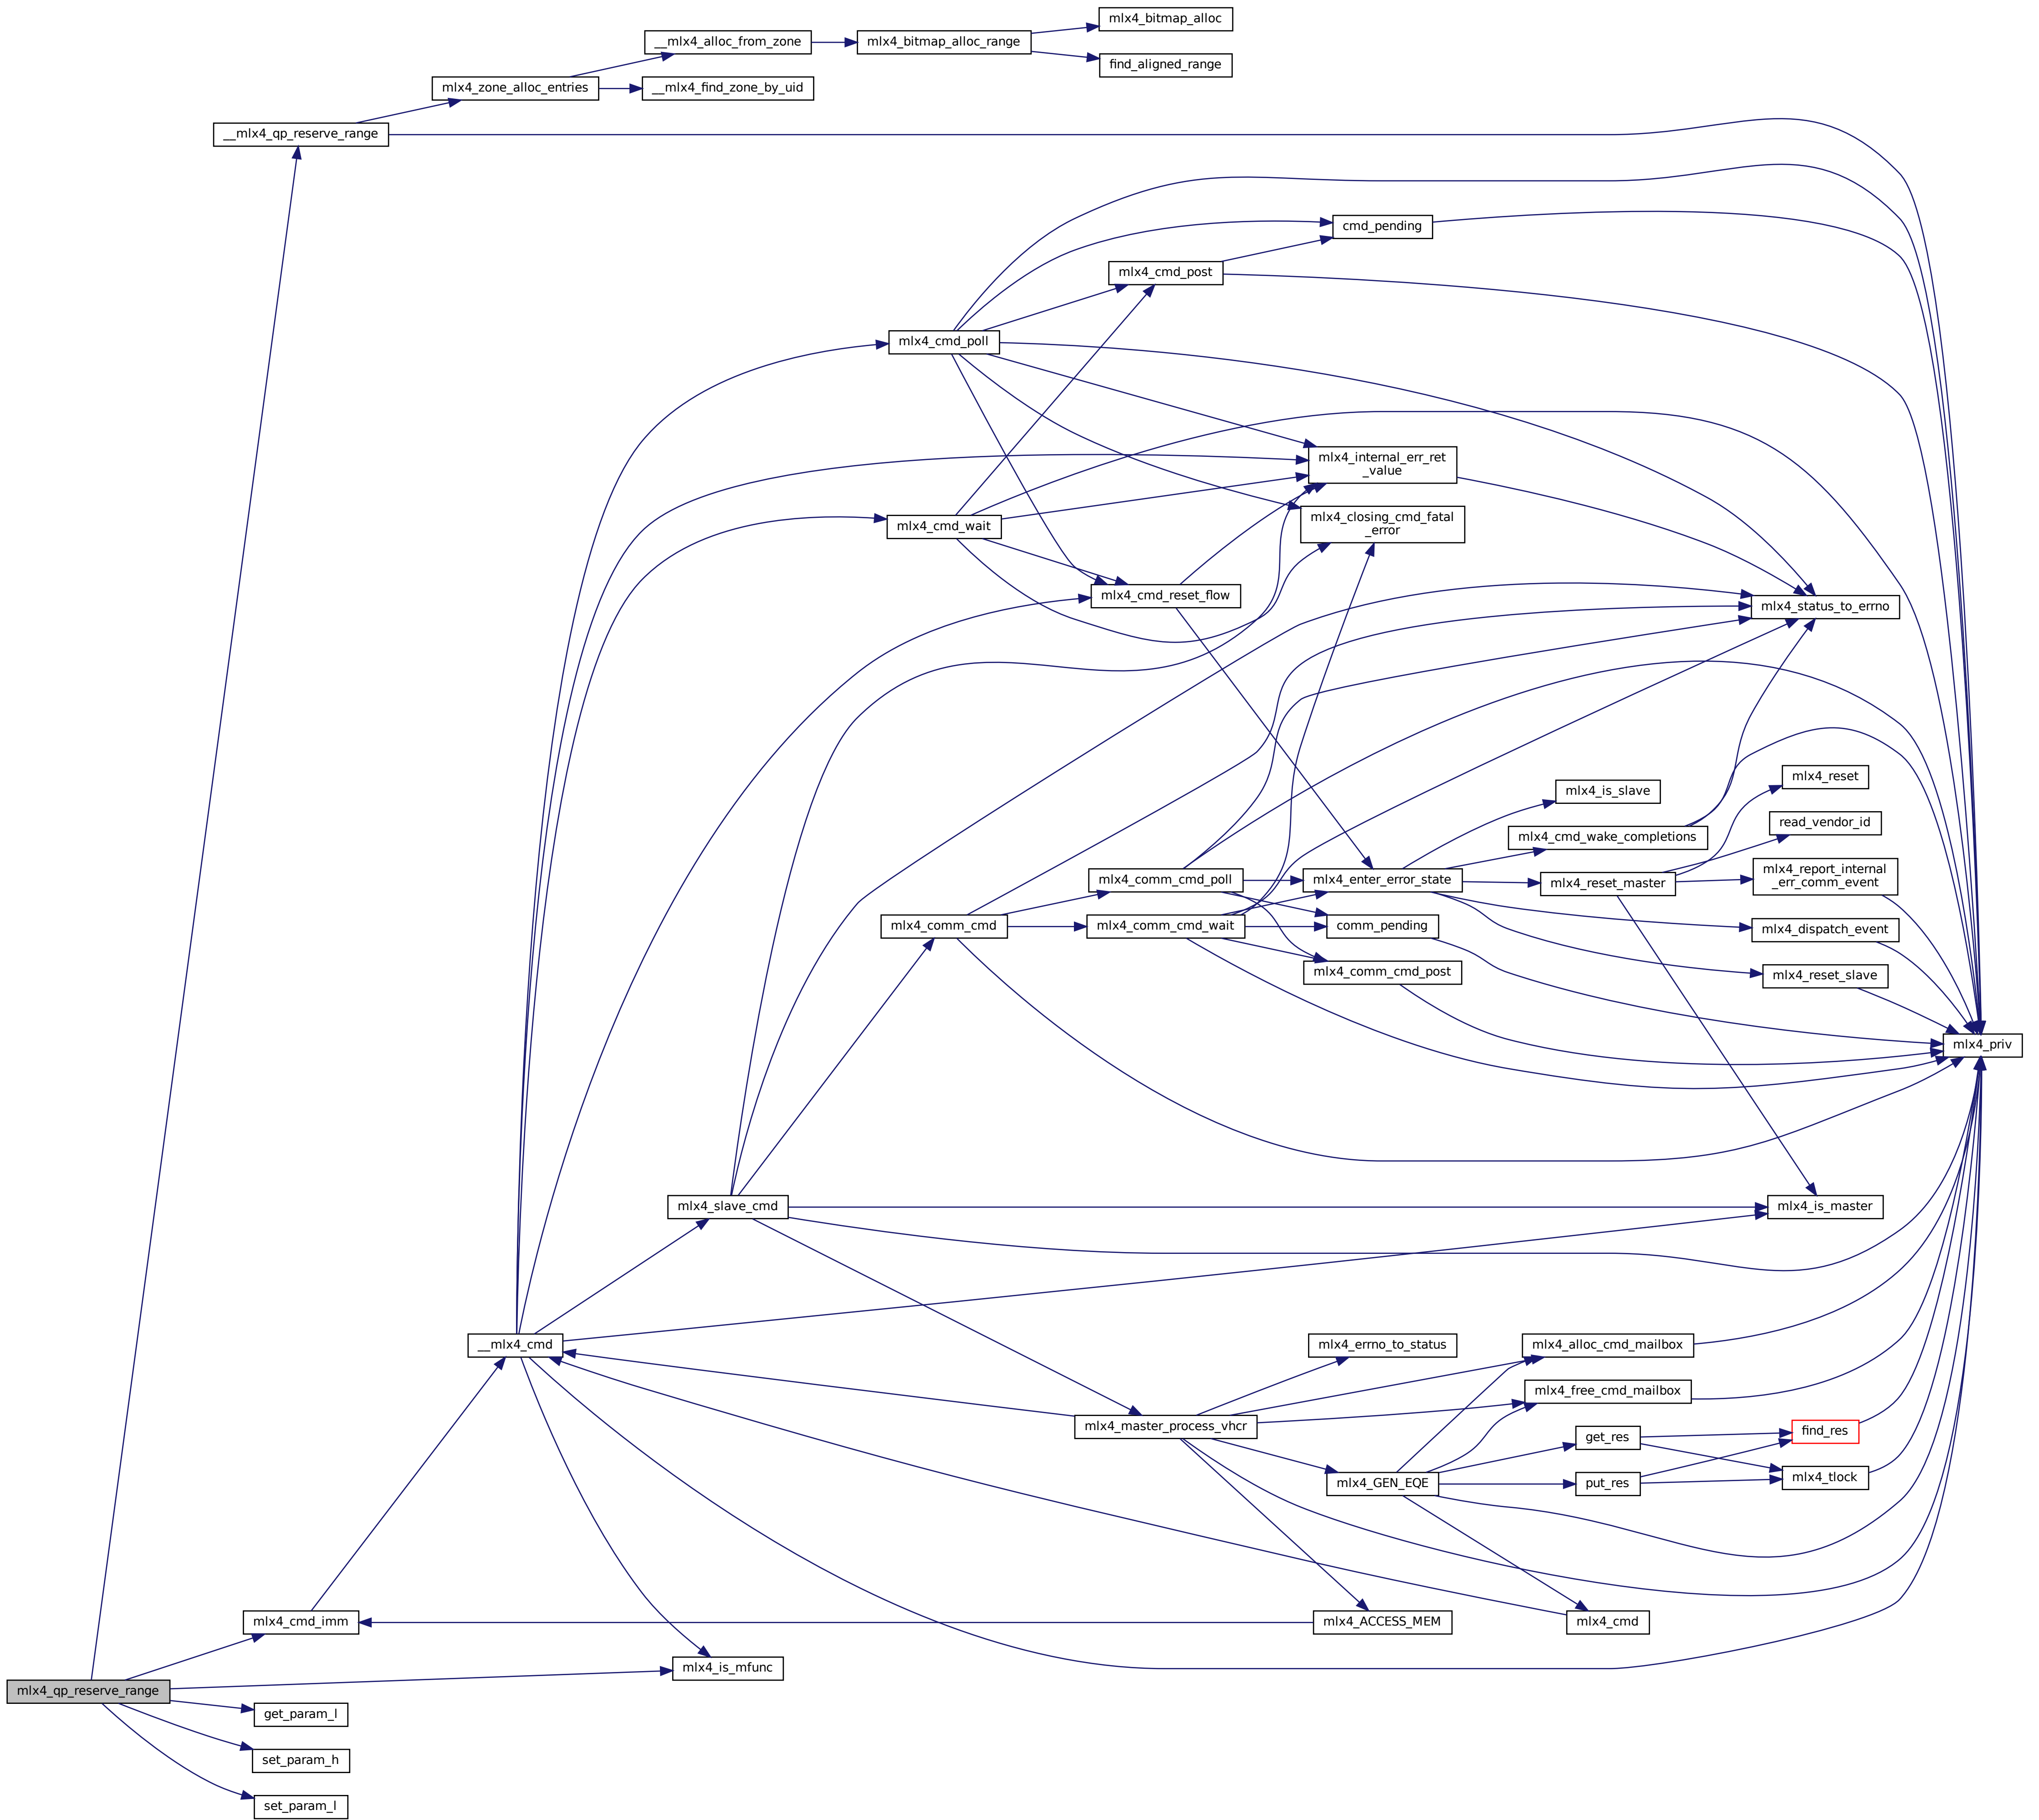 mlx4_bitmap_alloc
__mlx4_alloc_from_zone
mlx4_bitmap_alloc_range
find_aligned_range
mlx4_zone_alloc_entries
__mlx4_find_zone_by_uid
__mlx4_qp_reserve_range
cmd_pending
mlx4_cmd_post
mlx4_cmd_poll
mlx4_internal_err_ret
_value
mlx4_closing_cmd_fatal
_error
mlx4_cmd_wait
mlx4_cmd_reset_flow
mlx4_status_to_errno
mlx4_reset
mlx4_is_slave
read_vendor_id
mlx4_cmd_wake_completions
mlx4_report_internal
_err_comm_event
mlx4_comm_cmd_poll
mlx4_enter_error_state
mlx4_reset_master
mlx4_comm_cmd
mlx4_comm_cmd_wait
comm_pending
mlx4_dispatch_event
mlx4_comm_cmd_post
mlx4_reset_slave
mlx4_priv
mlx4_slave_cmd
mlx4_is_master
__mlx4_cmd
mlx4_errno_to_status
mlx4_alloc_cmd_mailbox
mlx4_free_cmd_mailbox
mlx4_master_process_vhcr
get_res
find_res
mlx4_GEN_EQE
put_res
mlx4_tlock
mlx4_cmd_imm
mlx4_ACCESS_MEM
mlx4_cmd
mlx4_is_mfunc
mlx4_qp_reserve_range
get_param_l
set_param_h
set_param_l